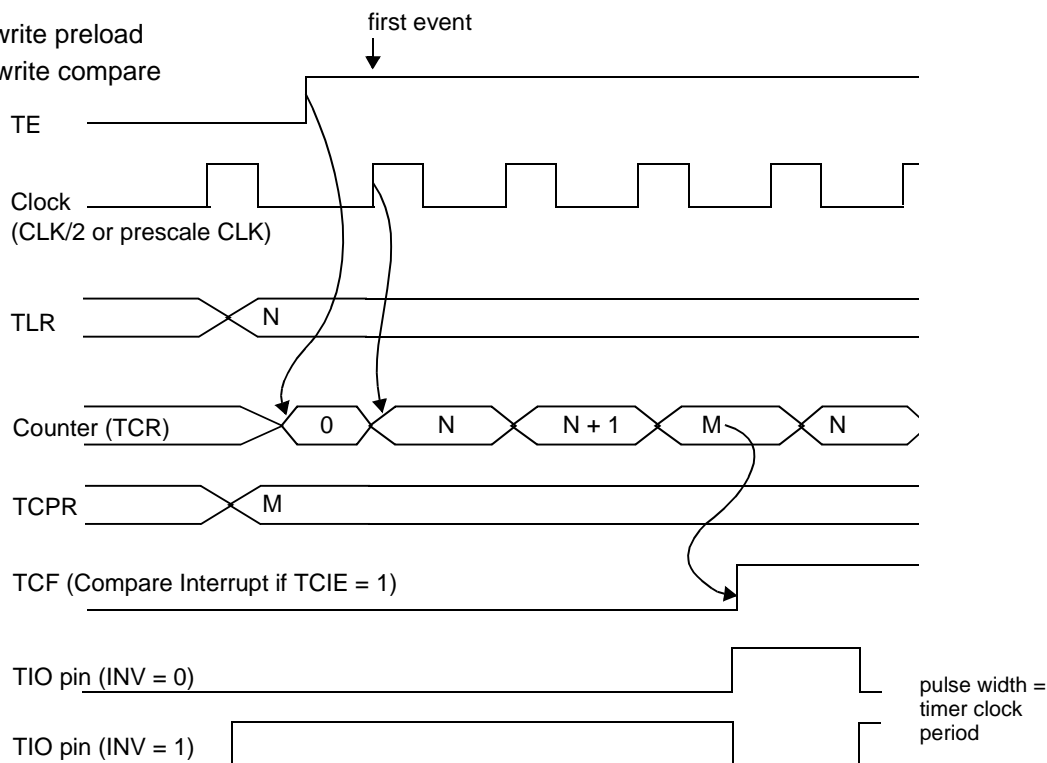 first event
write preload
write compare
TE
Clock
(CLK/2 or prescale CLK)
TLR
N
Counter (TCR)
0
N
N + 1
M
N
TCPR
M
TCF (Compare Interrupt if TCIE = 1)
TIO pin (INV = 0)
pulse width =
timer clock
period
TIO pin (INV = 1)